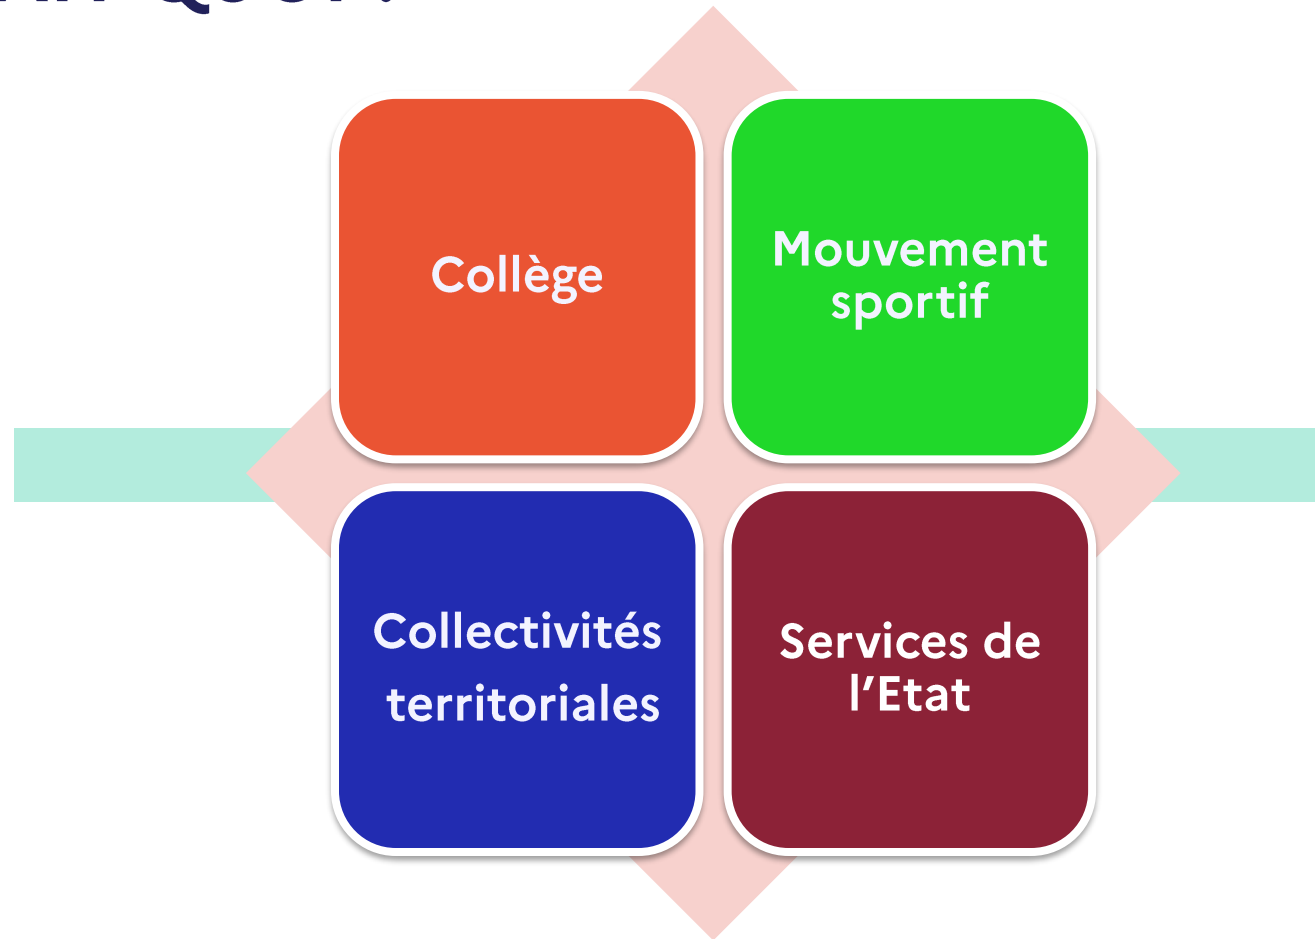 Collège
Mouvement
sportif
Collectivités
territoriales
Services de
l’Etat